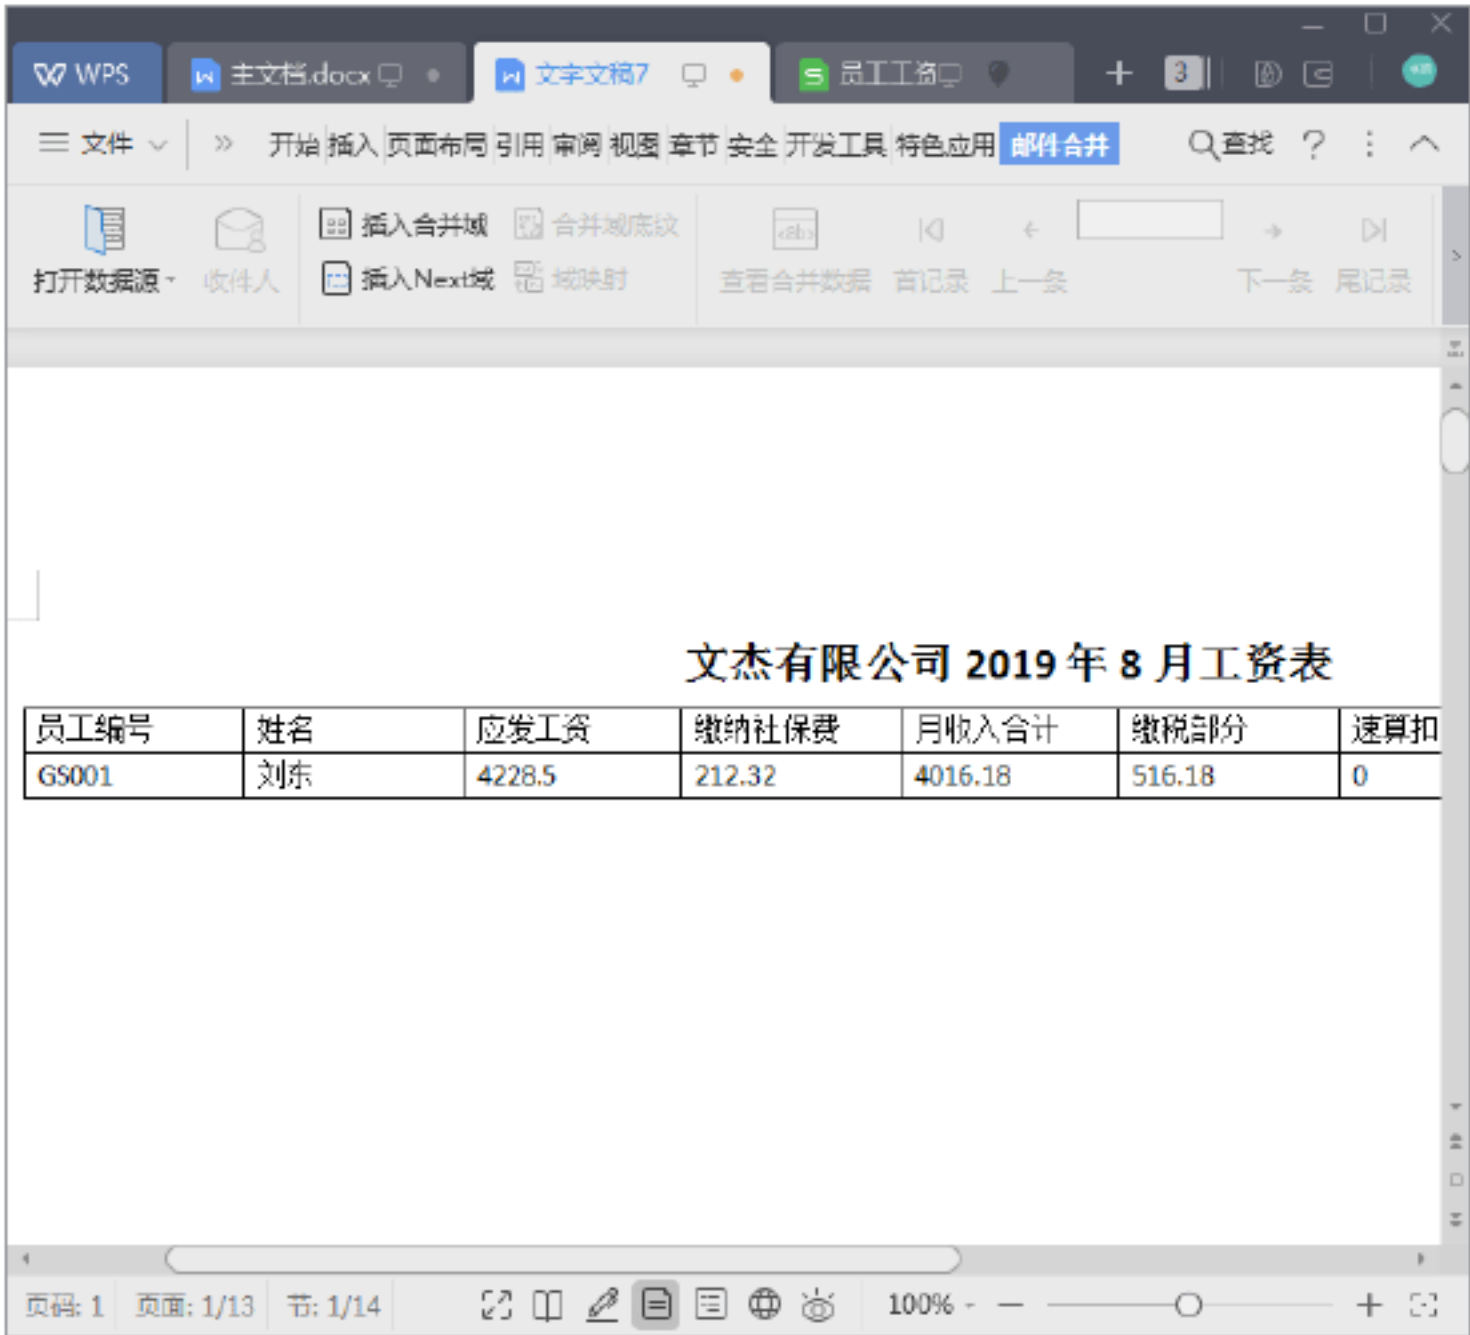 WPS 主文档.docx 文字文稿7 员工工资 3
文件 开始 插入 页面布局 引用 审阅 视图 章节 安全 开发工具 特色应用 邮件合并 查找 ?
插入合并域 合并域底纹
打开数据源 收件人 插入Next域 域映射 查看合并数据 首记录 上一条 下一条 尾记录
文杰有限公司 2019 年 8 月工资表
员工编号 姓名 应发工资 缴纳社保费 月收入合计 缴税部分 速算扣
GS001 刘东 4228.5 212.32 4016.18 516.18 0
页码: 1 页面: 1/13 节: 1/14 100%